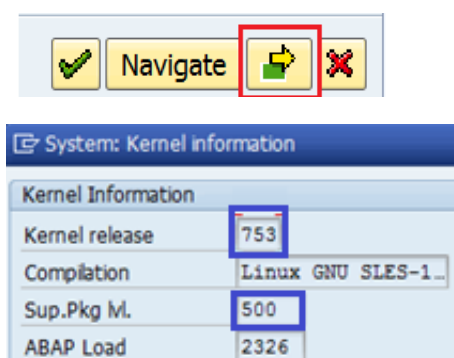 Navigate
System: Kernel information
Kernel Information
Kernel release 753
Compilation Linux GNU SLES-1…
Sup.Pkg lvl. 500
ABAP Load 2326